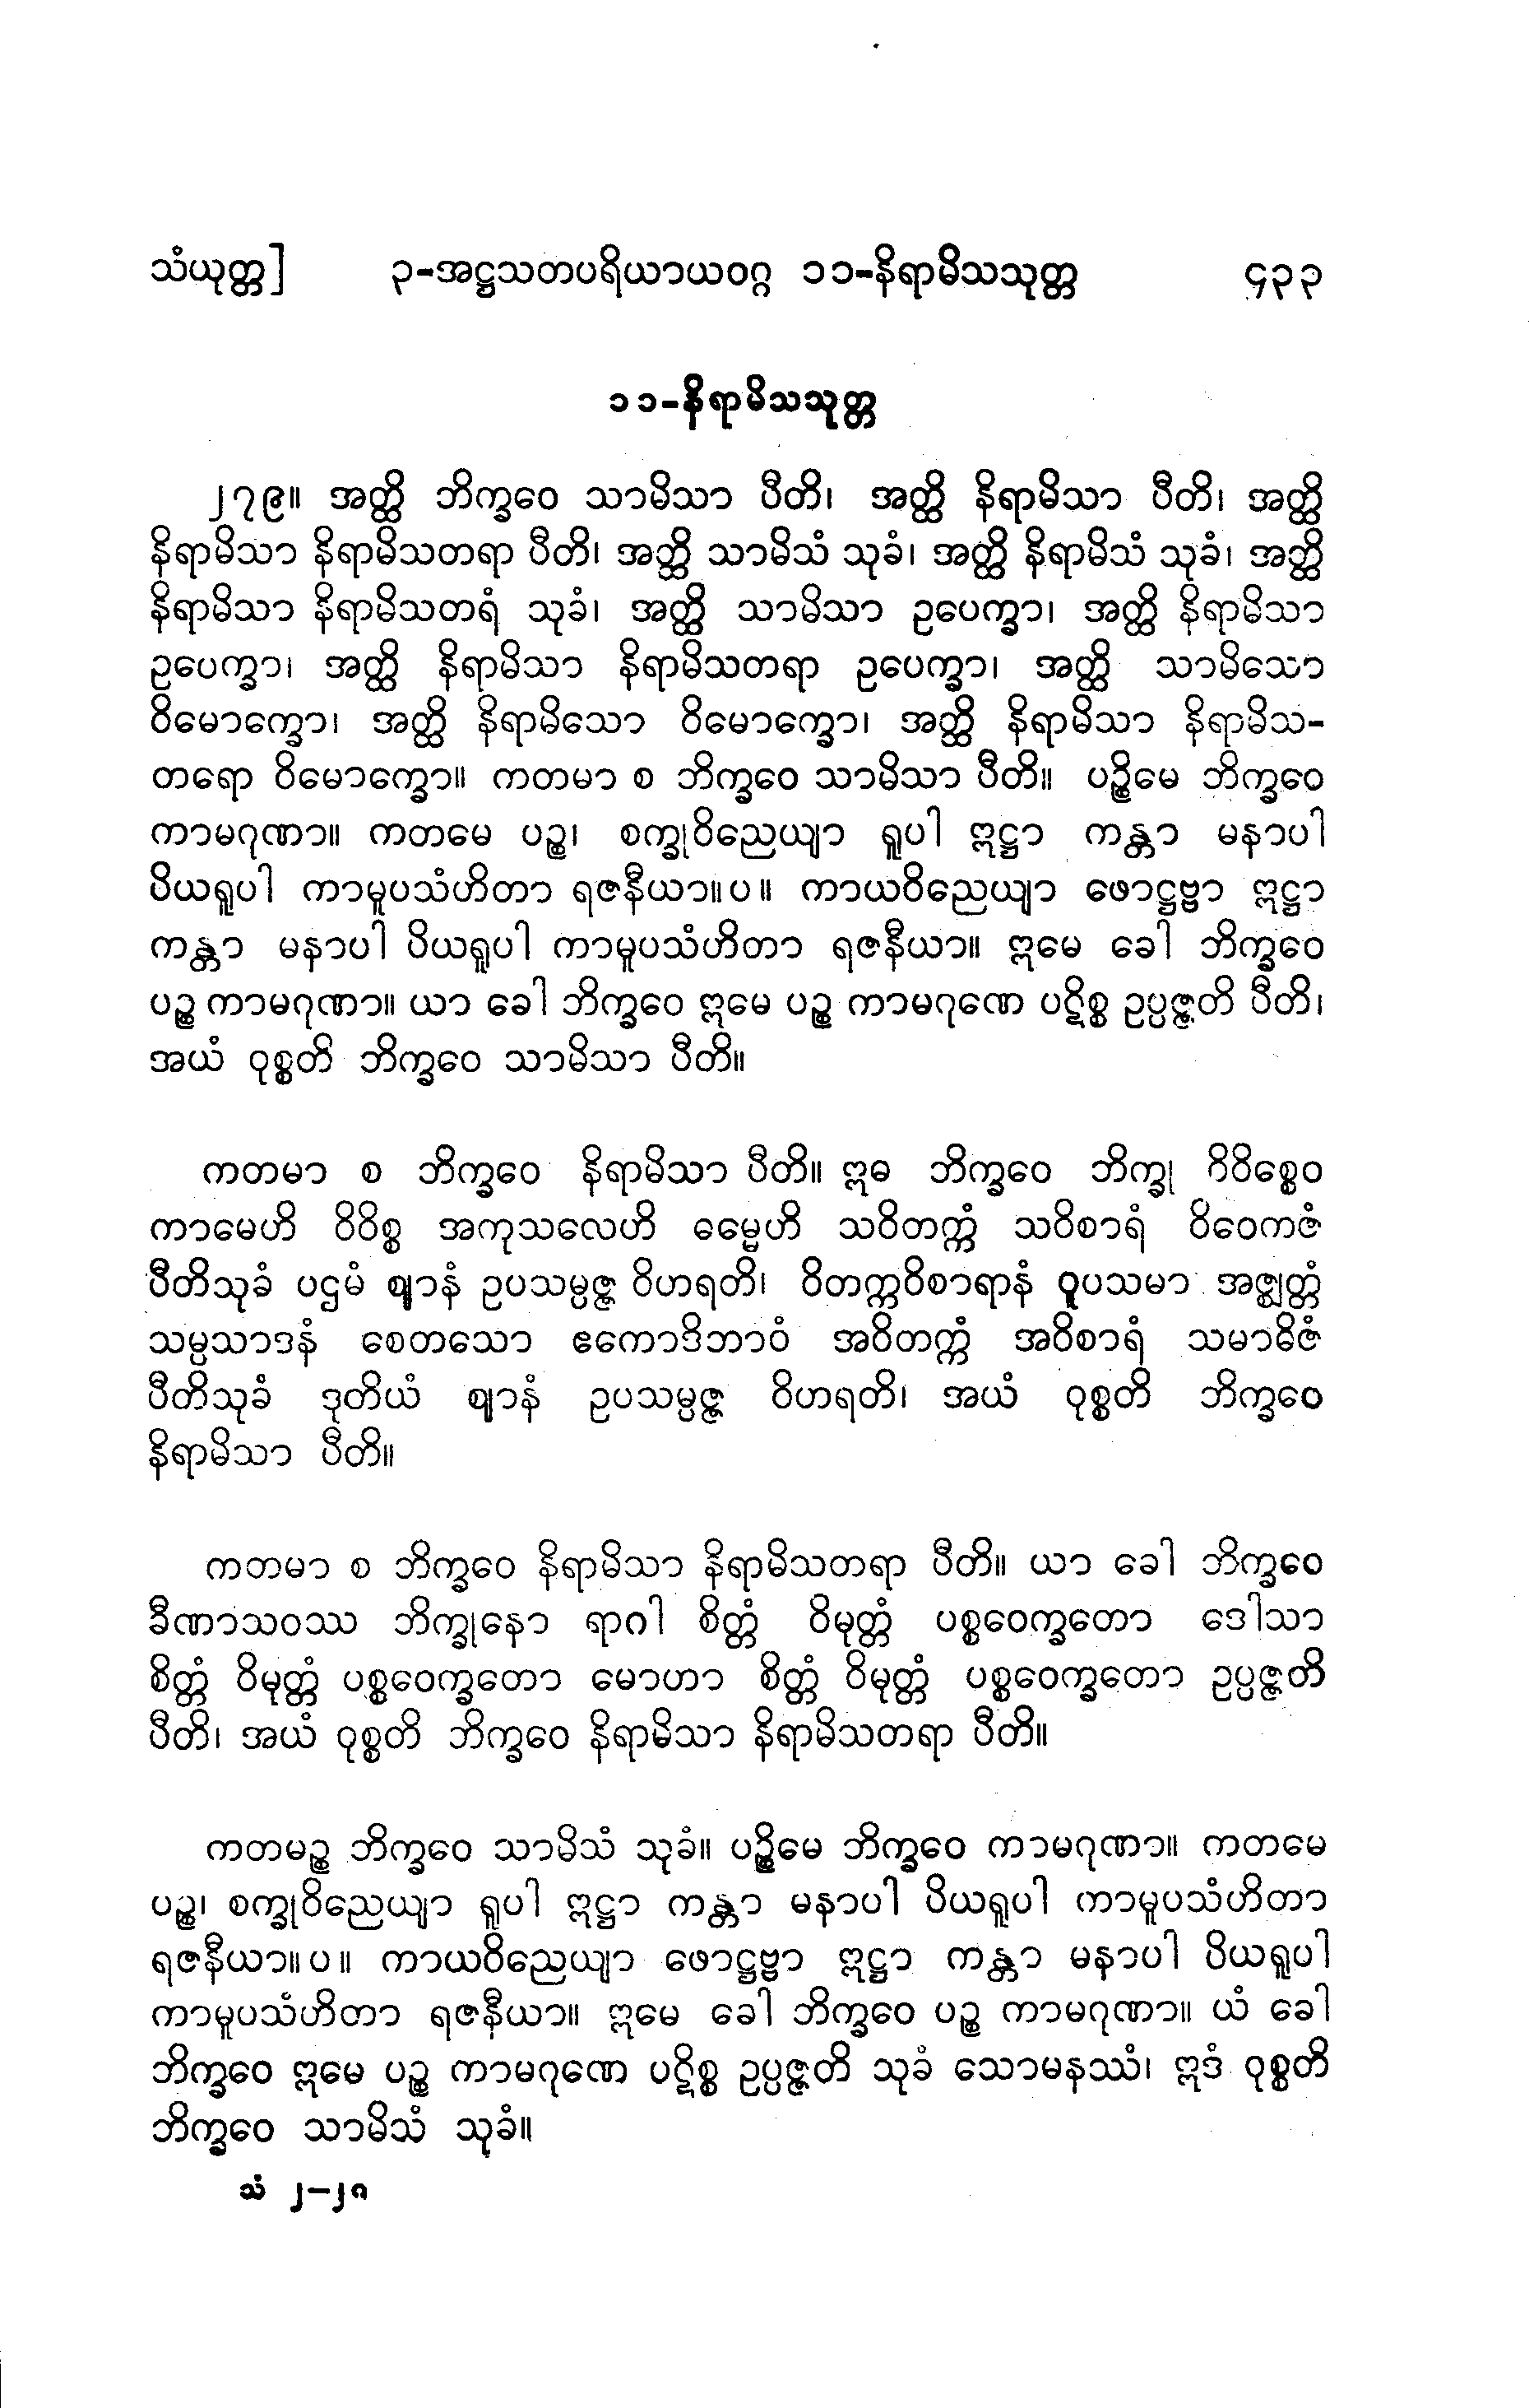 သံယုတ္တ] ၃-အဋ္ဌသတပရိယာယဝဂ္ဂ ၁၁-နိရာမိသသုတ္တ ၄၃၃
၁၁-နိရာမိသသုတ္တ
၂၇၉။ အတ္ထိ ဘိက္ခဝေ သာမိသာ ပီတိ၊ အတ္ထိ နိရာမိသာ ပီတိ၊ အတ္ထိ
နိရာမိသာ နိရာမိသတရာ ပီတိ၊ အတ္ထိ သာမိသံ သုခံ၊ အတ္ထိ နိရာမိသံ သုခံ၊ အတ္ထိ
နိရာမိသာ နိရာမိသတရံ သုခံ၊ အတ္ထိ သာမိသာ ဥပေက္ခာ၊ အတ္ထိ နိရာမိသာ
ဥပေက္ခာ၊ အတ္ထိ နိရာမိသာ နိရာမိသတရာ ဥပေက္ခာ၊ အတ္ထိ သာမိသော
ဝိမောက္ခော၊ အတ္ထိ နိရာမိသော ဝိမောက္ခော၊ အတ္ထိ နိရာမိသာ နိရာမိသ-
တရော ဝိမောက္ခော။ ကတမာ စ ဘိက္ခဝေ သာမိသာ ပီတိ။ ပဉ္စိမေ ဘိက္ခဝေ
ကာမဂုဏာ။ ကတမေ ပဉ္စ၊ စက္ခုဝိညေယျာ ရူပါ ဣဋ္ဌာ ကန္တာ မနာပါ
ပိယရူပါ ကာမူပသံဟိတာ ရဇနီယာ။ပ။ ကာယဝိညေယျာ ဖောဋ္ဌဗ္ဗာ ဣဋ္ဌာ
ကန္တာ မနာပါ ပိယရူပါ ကာမူပသံဟိတာ ရဇနီယာ။ ဣမေ ခေါ ဘိက္ခဝေ
ပဉ္စ ကာမဂုဏာ။ ယာ ခေါ ဘိက္ခဝေ ဣမေ ပဉ္စ ကာမဂုဏေ ပဋိစ္စ ဥပ္ပဇ္ဇတိ ပီတိ၊
အယံ ဝုစ္စတိ ဘိက္ခဝေ သာမိသာ ပီတိ။
ကတမာ စ ဘိက္ခဝေ နိရာမိသာ ပီတိ။ ဣဓ ဘိက္ခဝေ ဘိက္ခု ဝိဝိစ္စေဝ
ကာမေဟိ ဝိဝိစ္စ အကုသလေဟိ ဓမ္မေဟိ သဝိတက္ကံ သဝိစာရံ ဝိဝေကဇံ
ပီတိသုခံ ပဌမံ ဈာနံ ဥပသမ္ပဇ္ဇ ဝိဟရတိ၊ ဝိတက္ကဝိစာရာနံ ဝူပသမာ အဇ္ဈတ္တံ
သမ္ပသာဒနံ စေတသော ဧကောဒိဘာဝံ အဝိတက္ကံ အဝိစာရံ သမာဓိဇံ
ပီတိသုခံ ဒုတိယံ ဈာနံ ဥပသမ္ပဇ္ဇ ဝိဟရတိ၊ အယံ ဝုစ္စတိ ဘိက္ခဝေ
နိရာမိသာ ပီတိ။
ကတမာ စ ဘိက္ခဝေ နိရာမိသာ နိရာမိသတရာ ပီတိ။ ယာ ခေါ ဘိက္ခဝေ
ခီဏာသဝဿ ဘိက္ခုနော ရာဂါ စိတ္တံ ဝိမုတ္တံ ပစ္စဝေက္ခတော ဒေါသာ
စိတ္တံ ဝိမုတ္တံ ပစ္စဝေက္ခတော မောဟာ စိတ္တံ ဝိမုတ္တံ ပစ္စဝေက္ခတော ဥပ္ပဇ္ဇတိ
ပီတိ၊ အယံ ဝုစ္စတိ ဘိက္ခဝေ နိရာမိသာ နိရာမိသတရာ ပီတိ။
ကတမဉ္စ ဘိက္ခဝေ သာမိသံ သုခံ။ ပဉ္စိမေ ဘိက္ခဝေ ကာမဂုဏာ။ ကတမေ
ပဉ္စ၊ စက္ခုဝိညေယျာ ရူပါ ဣဋ္ဌာ ကန္တာ မနာပါ ပိယရူပါ ကာမူပသံဟိတာ
ရဇနီယာ။ပ။ ကာယဝိညေယျာ ဖောဋ္ဌဗ္ဗာ ဣဋ္ဌာ ကန္တာ မနာပါ ပိယရူပါ
ကာမူပသံဟိတာ ရဇနီယာ။ ဣမေ ခေါ ဘိက္ခဝေ ပဉ္စ ကာမဂုဏာ။ ယံ ခေါ
ဘိက္ခဝေ ဣမေ ပဉ္စ ကာမဂုဏေ ပဋိစ္စ ဥပ္ပဇ္ဇတိ သုခံ သောမနဿံ၊ ဣဒံ ဝုစ္စတိ
ဘိက္ခဝေ သာမိသံ သုခံ။
သံ ၂−၂၈